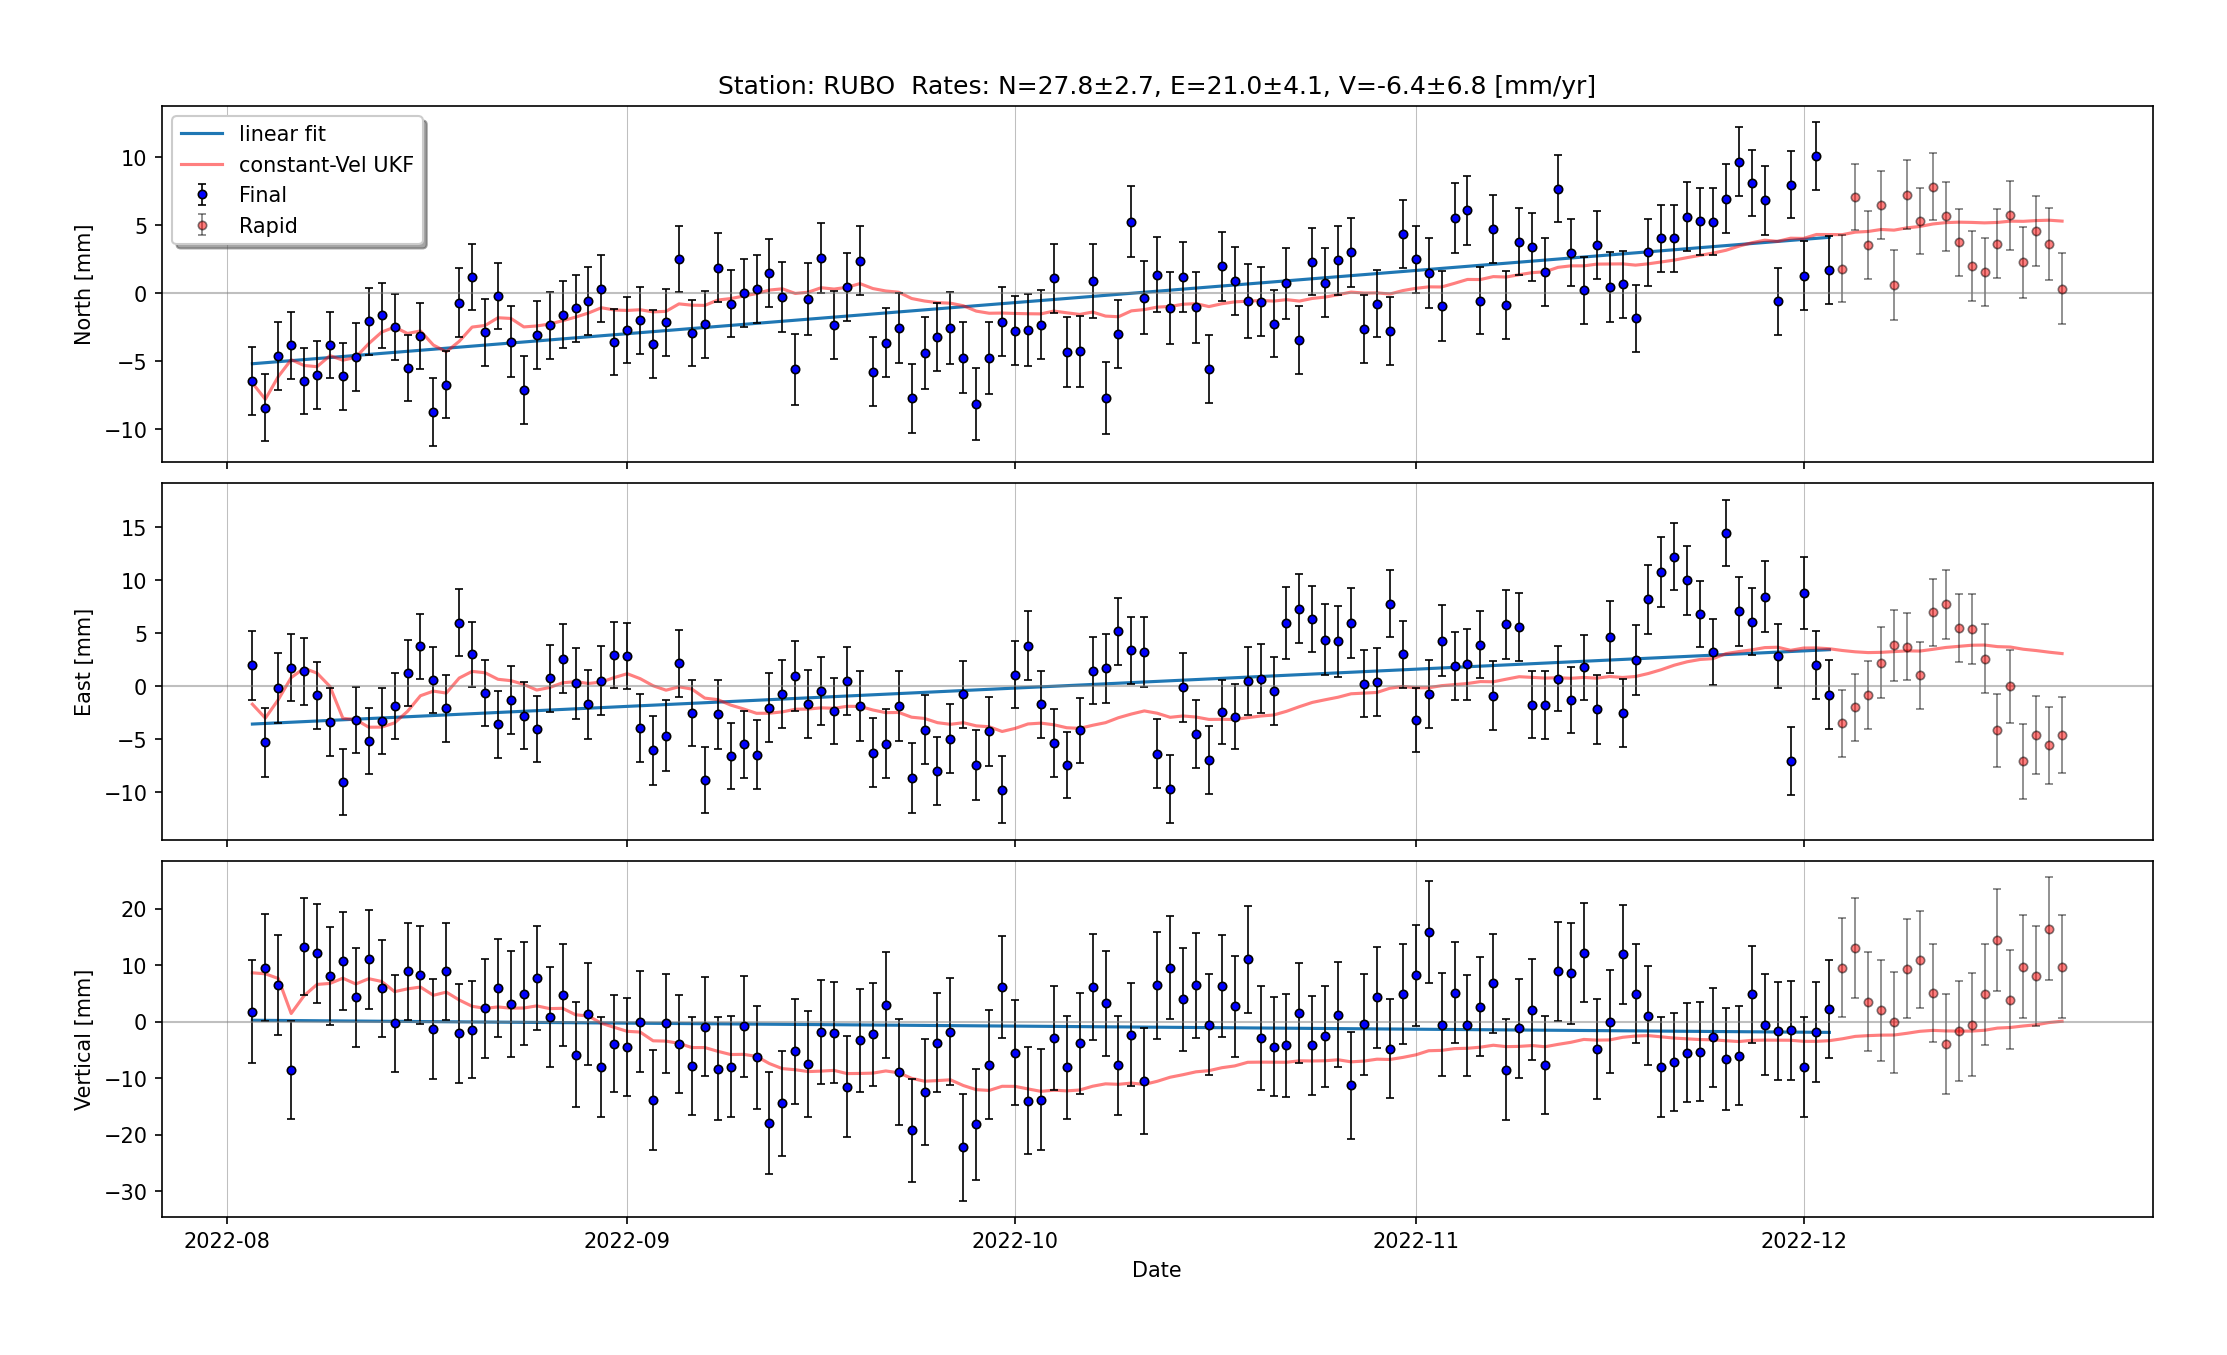 Station: RUBO  Rates: N=27.8±2.7, E=21.0±4.1, V=-6.4±6.8 [mm/yr]
linear fit
constant-Vel UKF
Final
Rapid
North [mm]
10
5
0
−5
−10
East [mm]
15
10
5
0
−5
−10
Vertical [mm]
20
10
0
−10
−20
−30
2022-08 2022-09 2022-10 2022-11 2022-12
Date